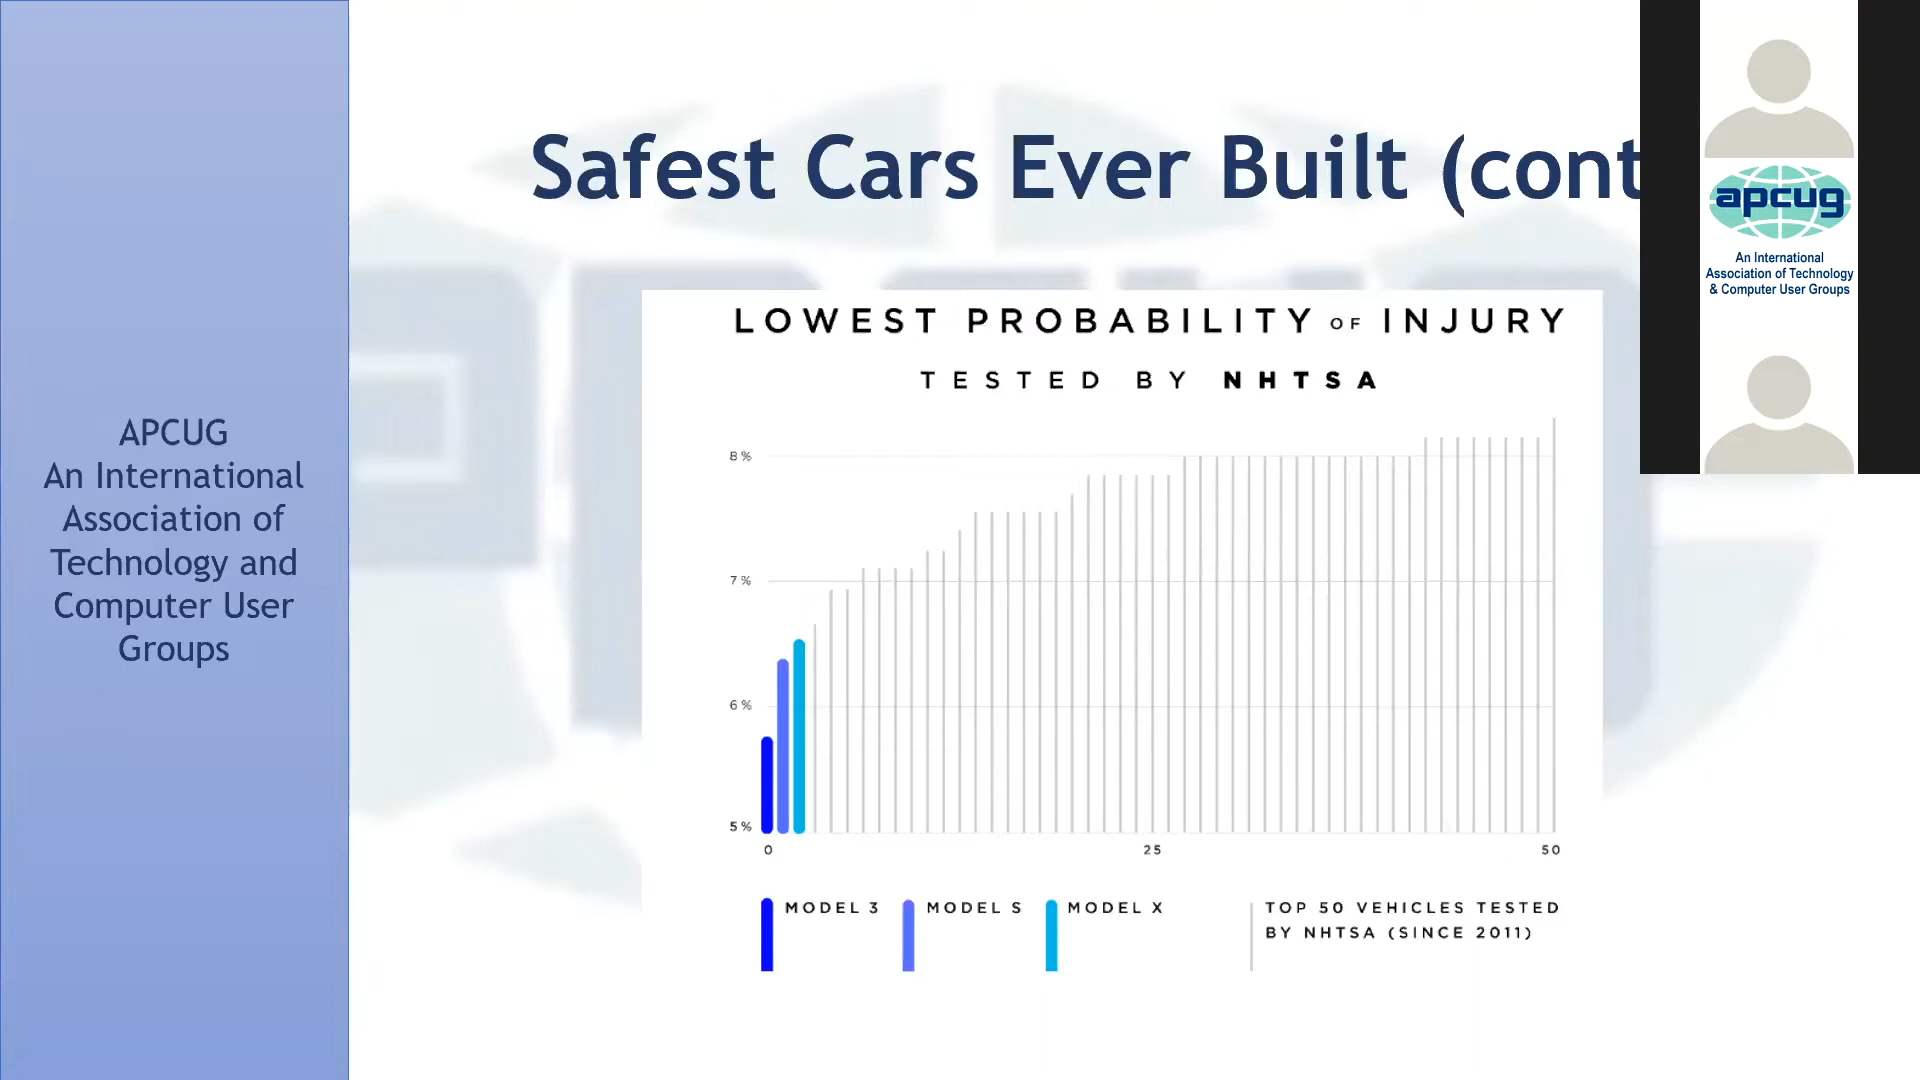 Safest Cars Ever Built (cont
APCUG
An International
Association of
Technology and
Computer User
Groups
LOWEST PROBABILITY OF INJURY
TESTED BY NHTSA
8%
7%
6%
5%
0
25
50
MODEL 3
MODEL S
MODEL X
TOP 50 VEHICLES TESTED
BY NHTSA (SINCE 2011)
apcug
An International
Association of Technology
& Computer User Groups